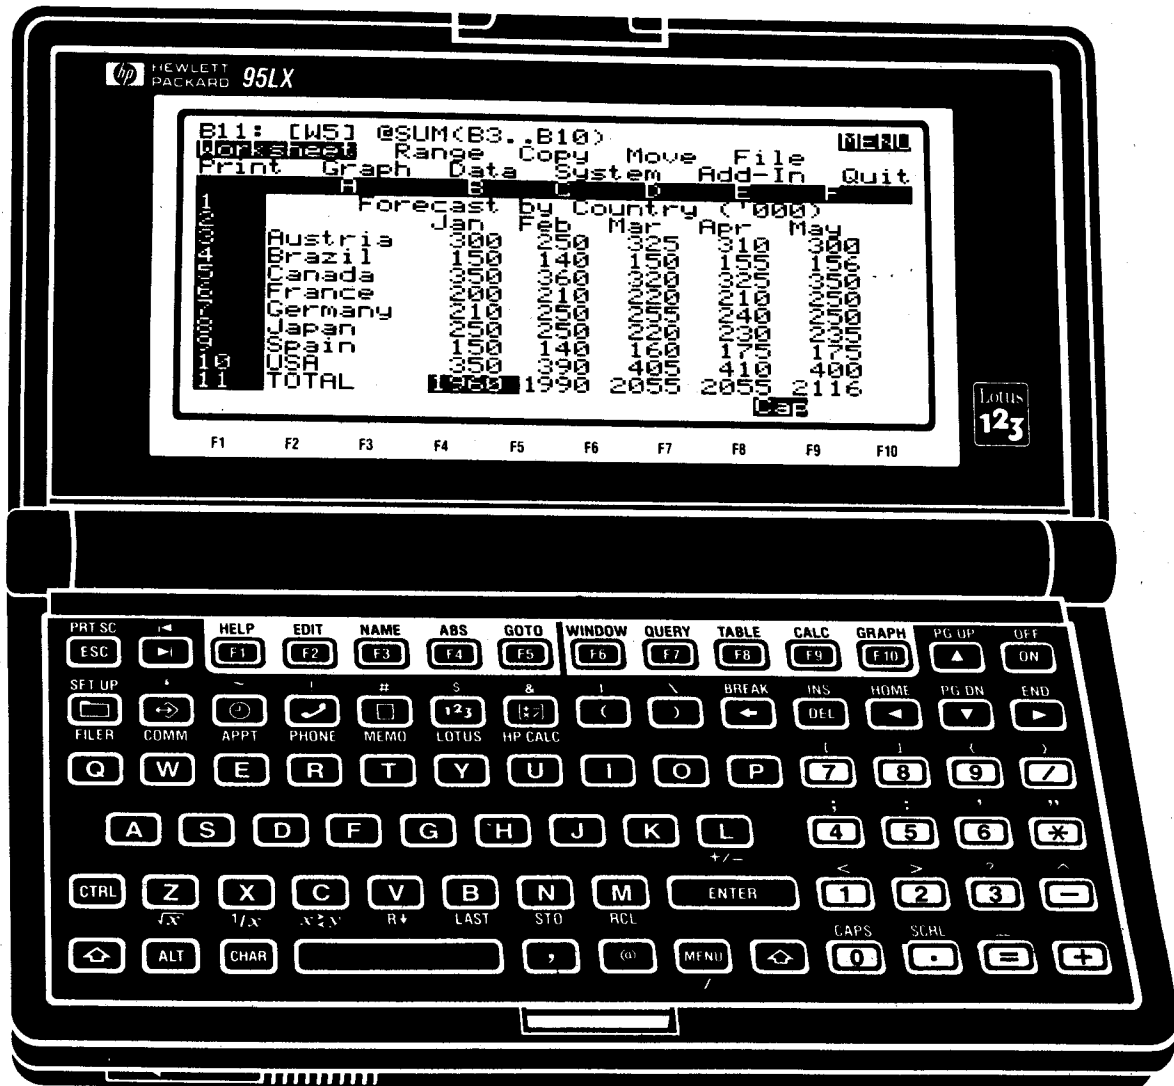 hp HEWLETT PACKARD 95LX
B11: [W5] @SUM(B3..B10) MENU
Worksheet Range Copy Move File
Print Graph Data System Add-In Quit
A B C D E F
1 Forecast by Country ('000)
2 Jan Feb Mar Apr May
3 Austria 300 250 325 310 300
4 Brazil 150 140 150 155 156
5 Canada 350 360 320 325 350
6 France 200 210 220 210 250
7 Germany 210 250 255 240 250
8 Japan 250 250 220 230 235
9 Spain 150 140 160 175 175
10 USA 350 390 405 410 400
11 TOTAL 1960 1990 2055 2055 2116
Cap
Lotus
123
F1 F2 F3 F4 F5 F6 F7 F8 F9 F10
PRT SC HELP EDIT NAME ABS GOTO WINDOW QUERY TABLE CALC GRAPH PG UP OFF
ESC F1 F2 F3 F4 F5 F6 F7 F8 F9 F10 ON
SET UP ~ # $ & \ BREAK INS HOME PG DN END
123 ( ) DEL
FILER COMM APPT PHONE MEMO LOTUS HP CALC
[ ] { }
Q W E R T Y U I O P 7 8 9 /
; : ' "
A S D F G H J K L 4 5 6 *
+/-
< > ? ^
CTRL Z X C V B N M ENTER 1 2 3 −
√x 1/x x≷y R↓ LAST STO RCL
CAPS SCRL _
ALT CHAR , @ MENU 0 . = +
/